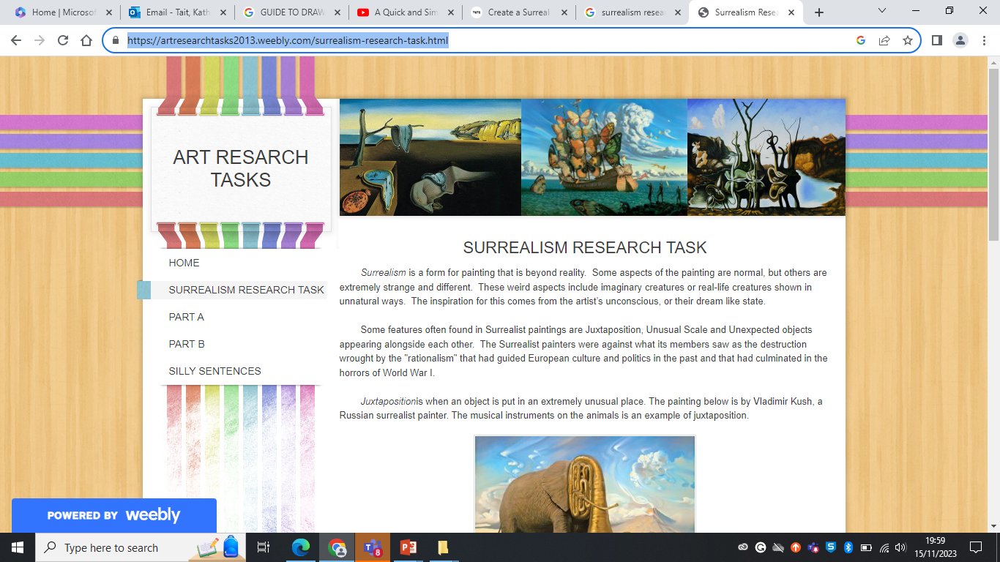 Home | Microsof
Email - Tait, Kath
GUIDE TO DRAW
A Quick and Sim
TATE
Create a Surreal
surrealism resea
Surrealism Resea
https://artresearchtasks2013.weebly.com/surrealism-research-task.html
ART RESARCH
TASKS
HOME
SURREALISM RESEARCH TASK
PART A
PART B
SILLY SENTENCES
SURREALISM RESEARCH TASK
Surrealism is a form for painting that is beyond reality.  Some aspects of the painting are normal, but others are
extremely strange and different.  These weird aspects include imaginary creatures or real-life creatures shown in
unnatural ways.  The inspiration for this comes from the artist's unconscious, or their dream like state.
Some features often found in Surrealist paintings are Juxtaposition, Unusual Scale and Unexpected objects
appearing alongside each other.  The Surrealist painters were against what its members saw as the destruction
wrought by the "rationalism" that had guided European culture and politics in the past and that had culminated in the
horrors of World War I.
Juxtapositionis when an object is put in an extremely unusual place. The painting below is by Vladimir Kush, a
Russian surrealist painter. The musical instruments on the animals is an example of juxtaposition.
POWERED BY weebly
Type here to search
8
19:59
15/11/2023